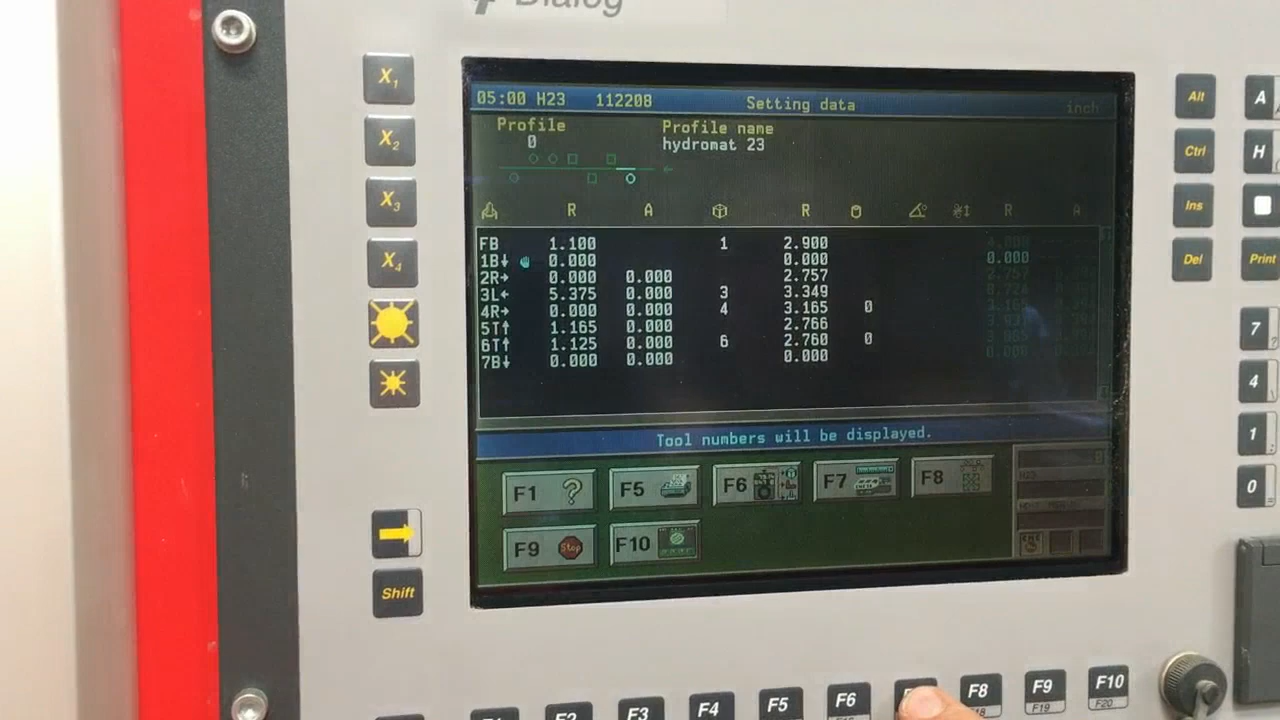 Dialog
05:00 H23 112208 Setting data inch
Profile Profile name
0 hydromat 23
R A R R A
FB 1.100 1 2.900
1B↓ 0.000 0.000 0.000
2R→ 0.000 0.000 2.757
3L← 5.375 0.000 3 3.349
4R→ 0.000 0.000 4 3.165 0
5T↑ 1.165 0.000 2.766
6T↑ 1.125 0.000 6 2.760 0
7B↓ 0.000 0.000 0.000
Tool numbers will be displayed.
F1 ? F5 F6 F7 F8
F9 Stop F10
X1
X2
X3
X4
Shift
Alt A
Ctrl H
Ins
Del Print
7
4
1
0
F1 F2 F3 F4 F5 F6 F8 F9 F10
F19 F20